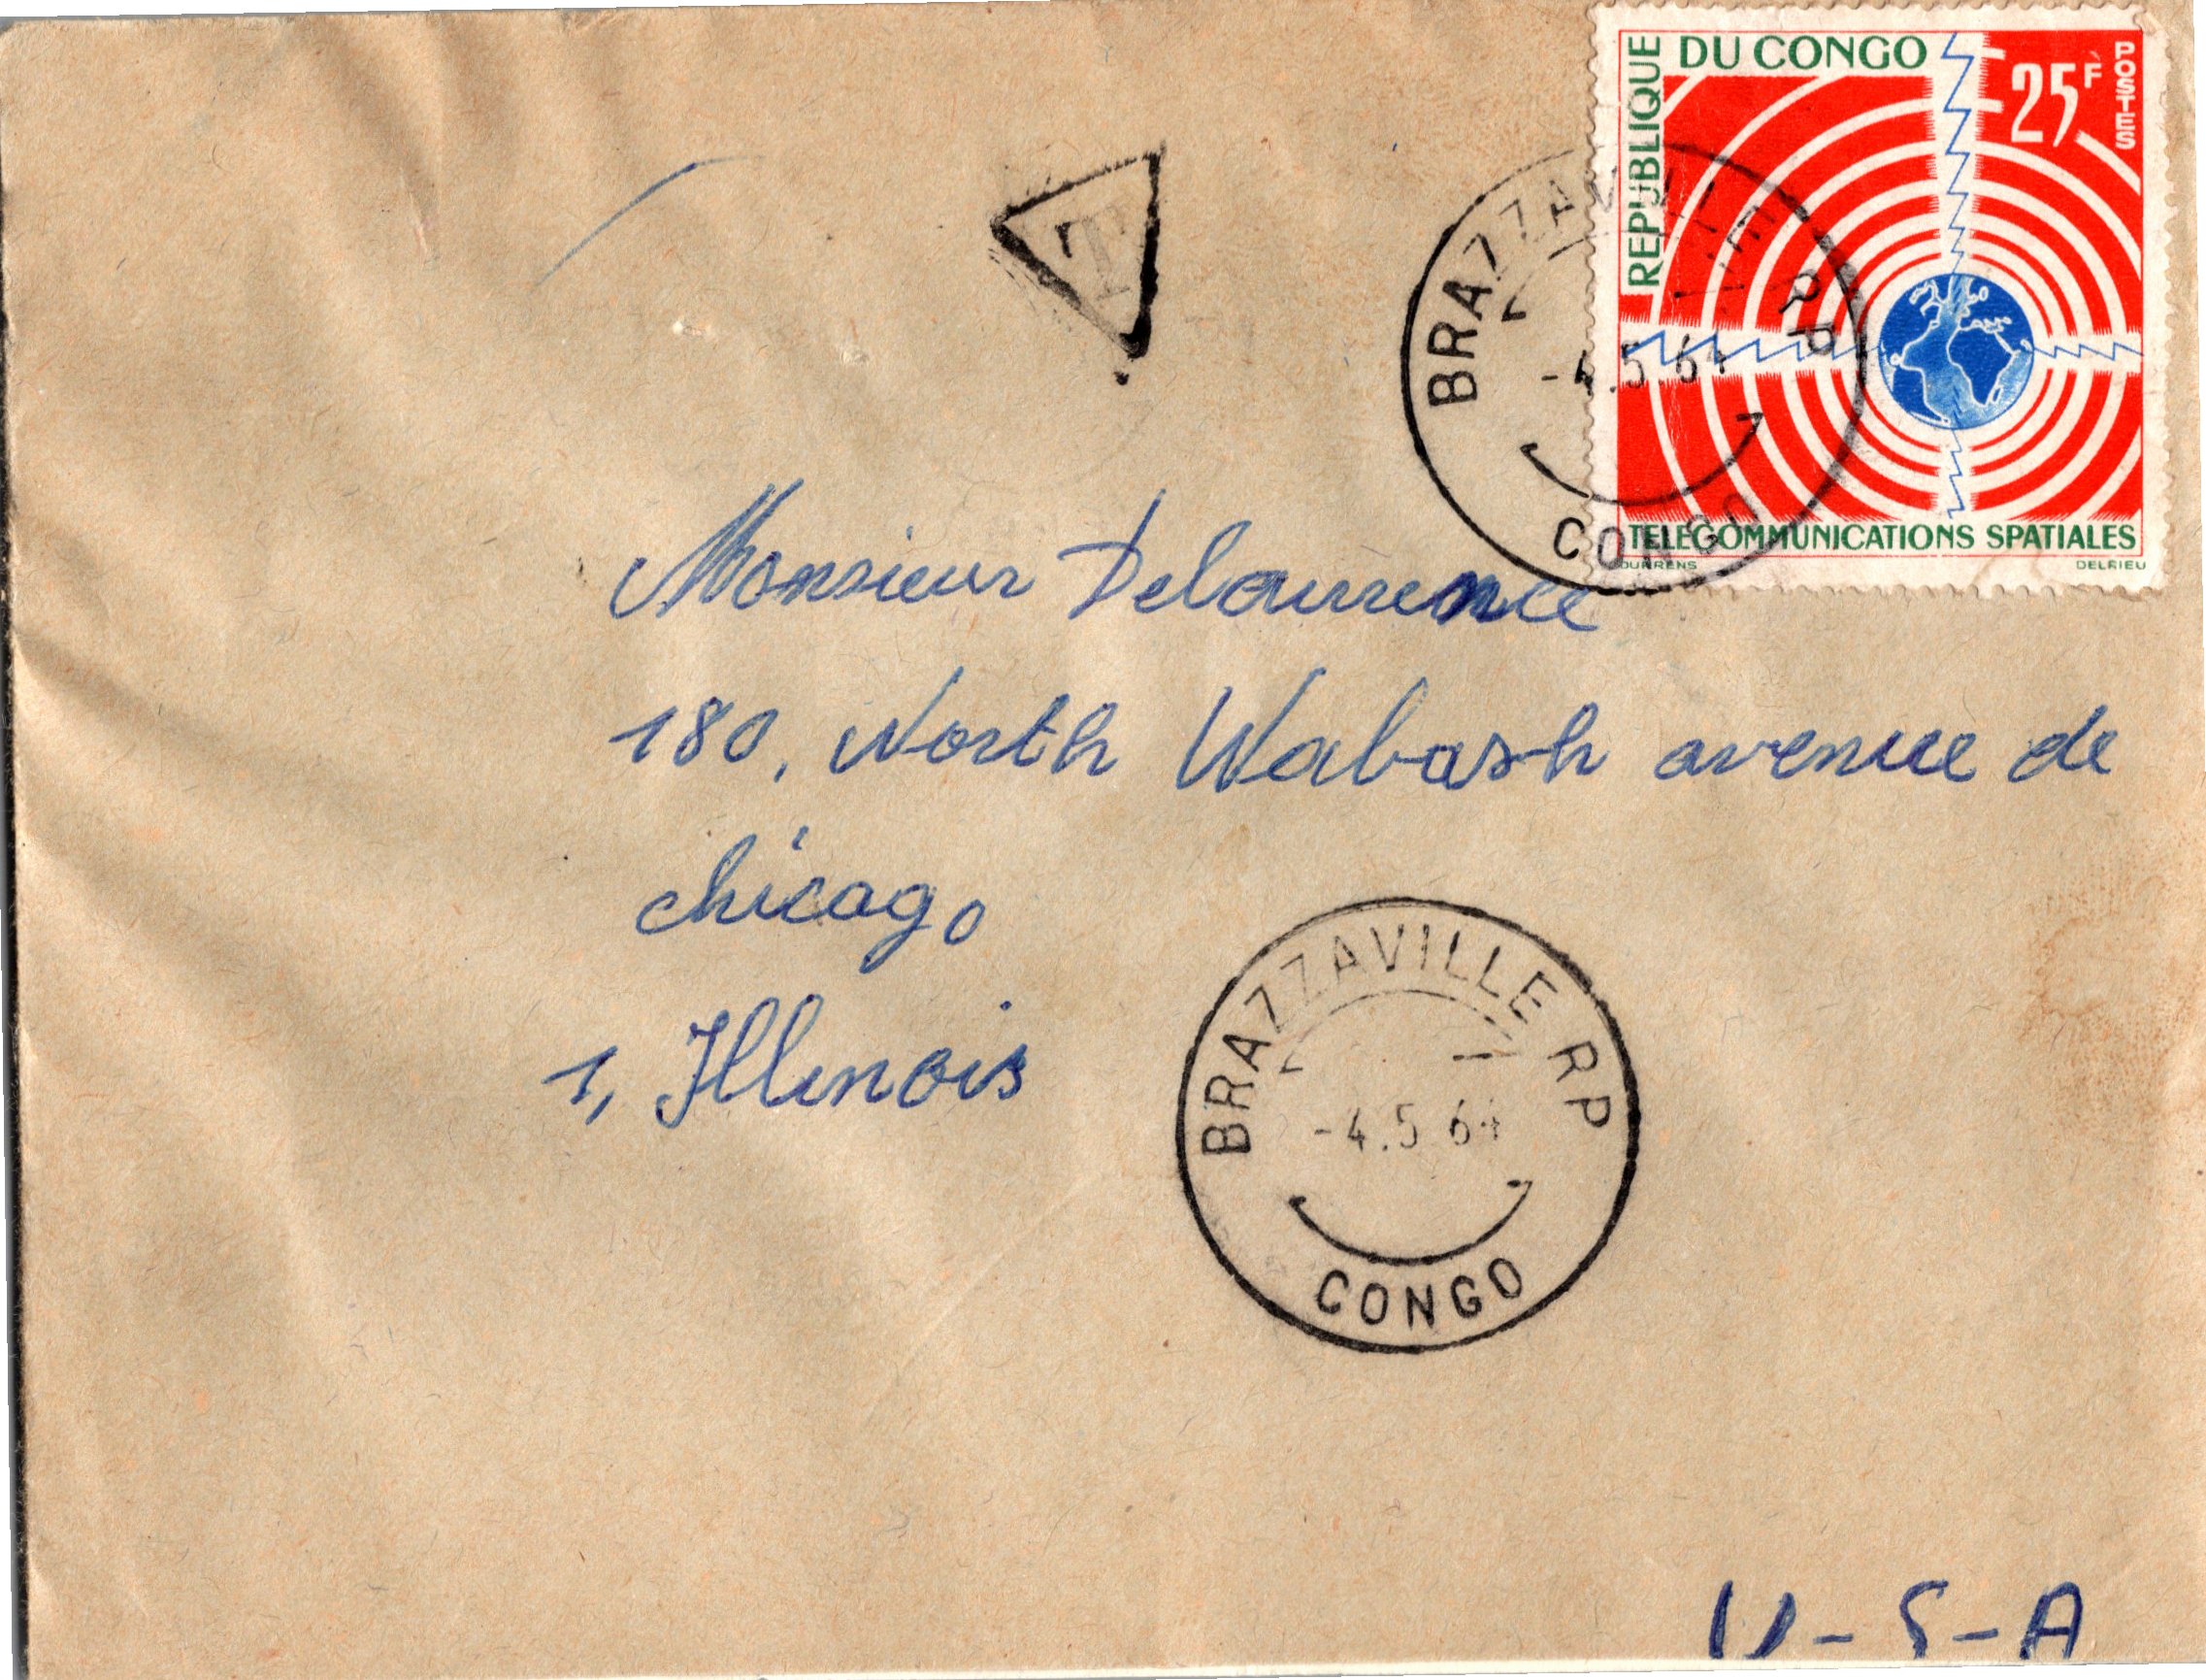 REPUBLIQUE DU CONGO
25F
POSTES
TELECOMMUNICATIONS SPATIALES
DURRENS
DELRIEU
BRAZZAVILLE RP
-4.5 64
CONGO
T
Monsieur Delaurence
180, North Wabash avenue de
chicago
1, Illinois
BRAZZAVILLE RP
-4.5 64
CONGO
U-S-A